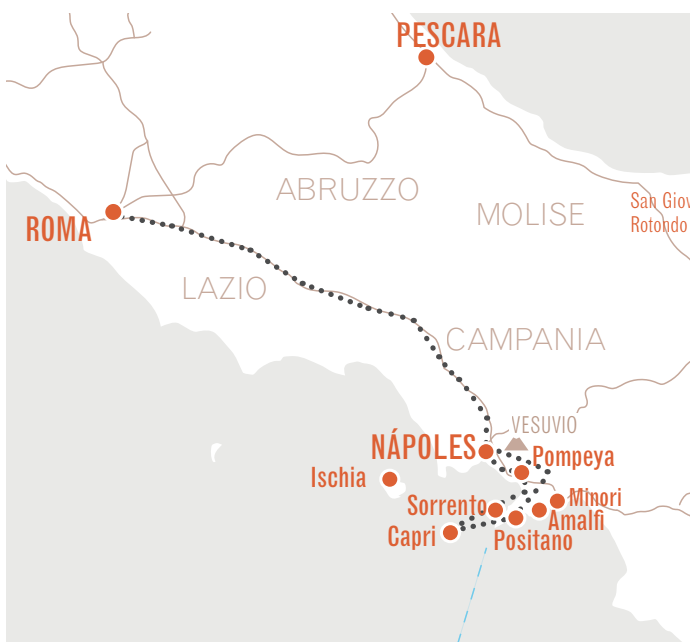 PESCARA
ABRUZZO
MOLISE
San Giov
Rotondo
ROMA
LAZIO
CAMPANIA
VESUVIO
NÁPOLES
Pompeya
Ischia
Minori
Sorrento
Amalfi
Capri
Positano